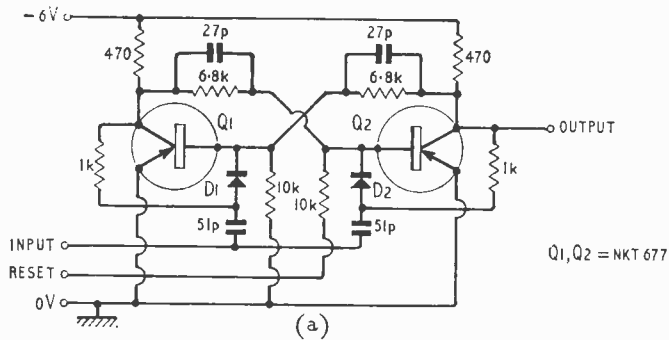 -6V
470
27p
6·8k
27p
6·8k
470
Q1
Q2
OUTPUT
1k
D1
10k
10k
D2
1k
51p
51p
INPUT
RESET
0V
Q1,Q2 = NKT 677
(a)